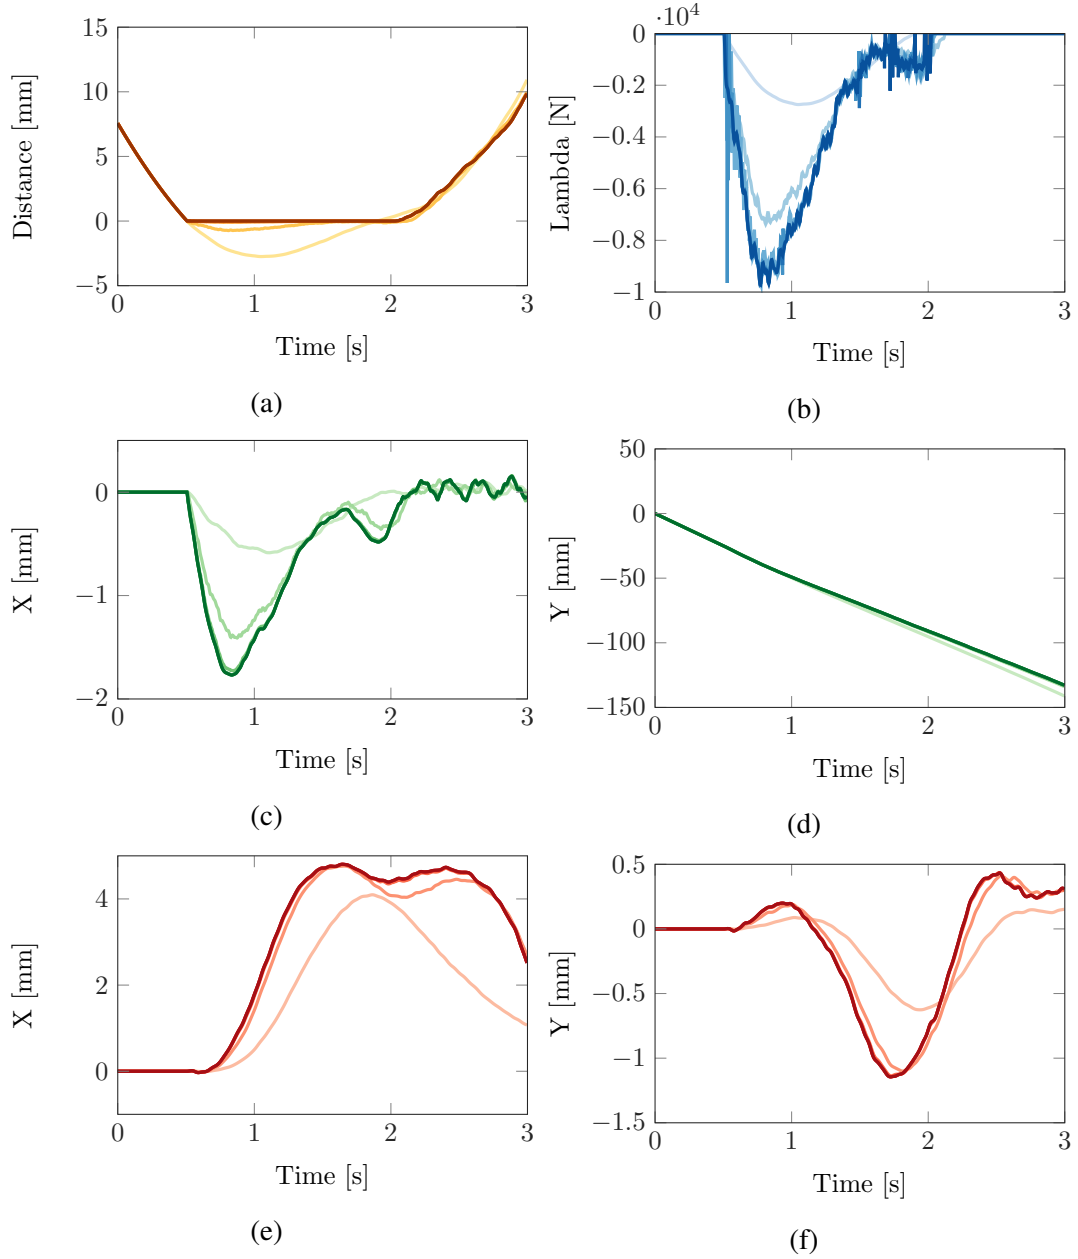 15
10
5
0
−5
0 1 2 3
Distance [mm]
Time [s]
(a)
·10⁴
0
−0.2
−0.4
−0.6
−0.8
−1
0 1 2 3
Lambda [N]
Time [s]
(b)
0
−1
−2
0 1 2 3
X [mm]
Time [s]
(c)
50
0
−50
−100
−150
0 1 2 3
Y [mm]
Time [s]
(d)
4
2
0
0 1 2 3
X [mm]
Time [s]
(e)
0.5
0
−0.5
−1
−1.5
0 1 2 3
Y [mm]
Time [s]
(f)